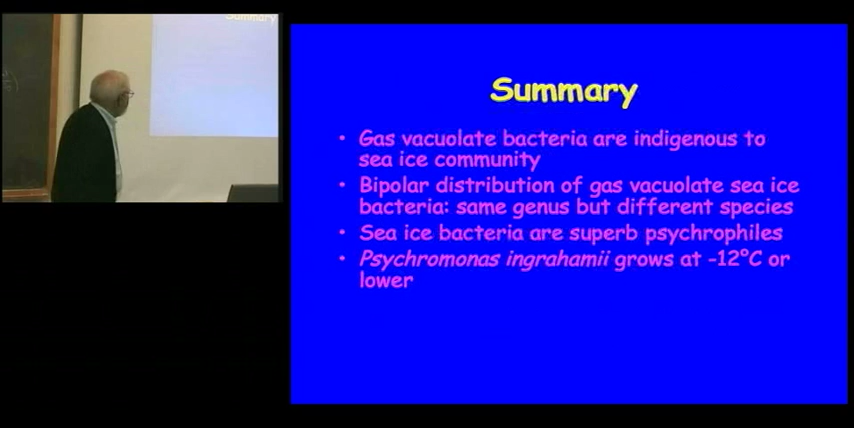 Summary
Summary
• Gas vacuolate bacteria are indigenous to
sea ice community
• Bipolar distribution of gas vacuolate sea ice
bacteria: same genus but different species
• Sea ice bacteria are superb psychrophiles
• Psychromonas ingrahamii grows at -12°C or
lower